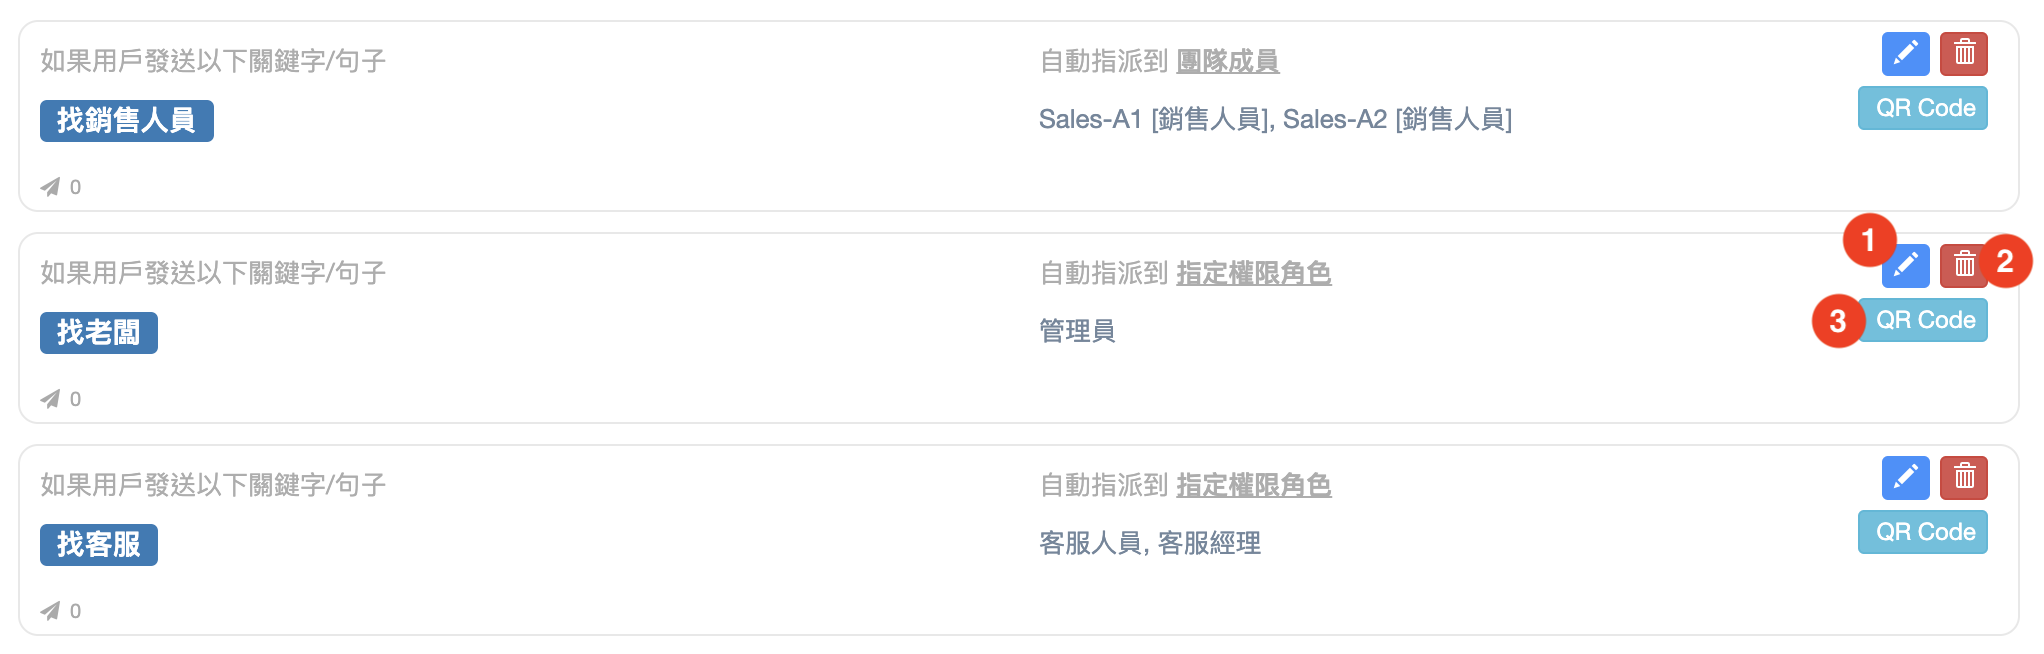 如果用戶發送以下關鍵字/句子
自動指派到 團隊成員
找銷售人員
Sales-A1 [銷售人員], Sales-A2 [銷售人員]
QR Code
0
如果用戶發送以下關鍵字/句子
自動指派到 指定權限角色
1
2
找老闆
管理員
3
QR Code
0
如果用戶發送以下關鍵字/句子
自動指派到 指定權限角色
找客服
客服人員, 客服經理
QR Code
0